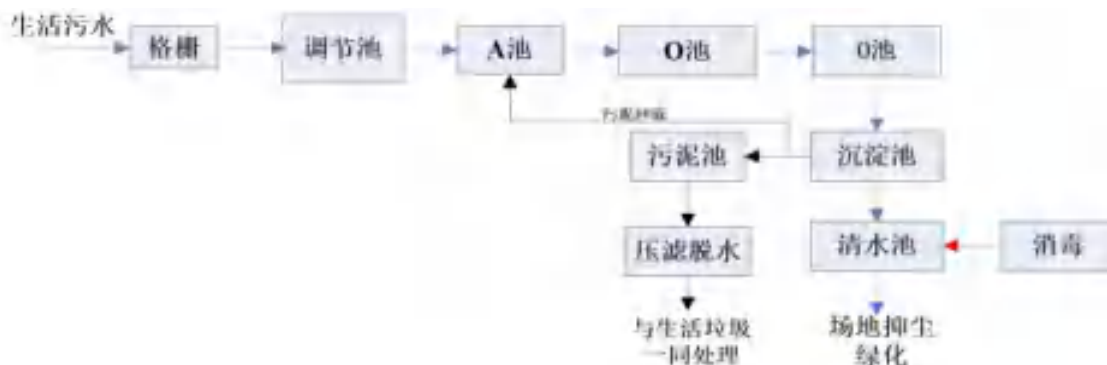 生活污水
格栅
调节池
A池
O池
0池
污泥池
沉淀池
压滤脱水
清水池
消毒
与生活垃圾
一同处理
场地抑尘
绿化